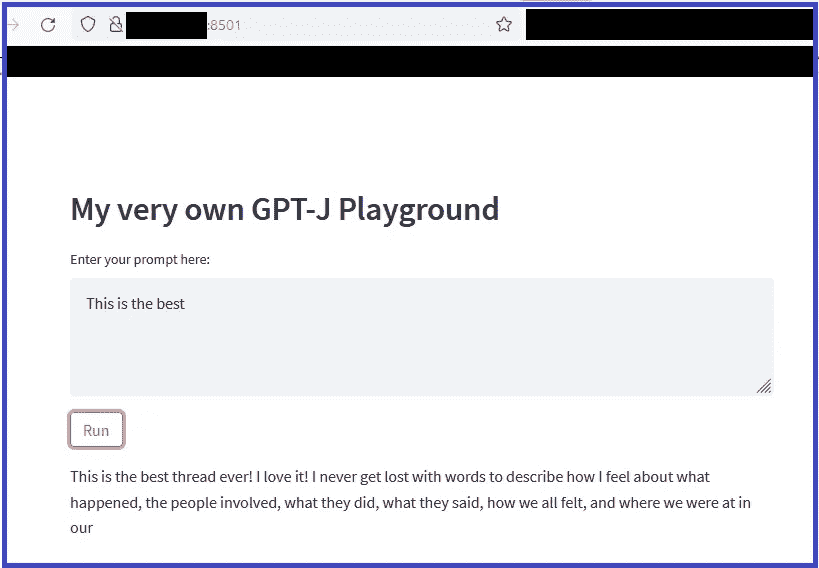 :8501
My very own GPT-J Playground
Enter your prompt here:
This is the best
Run
This is the best thread ever! I love it! I never get lost with words to describe how I feel about what
happened, the people involved, what they did, what they said, how we all felt, and where we were at in
our